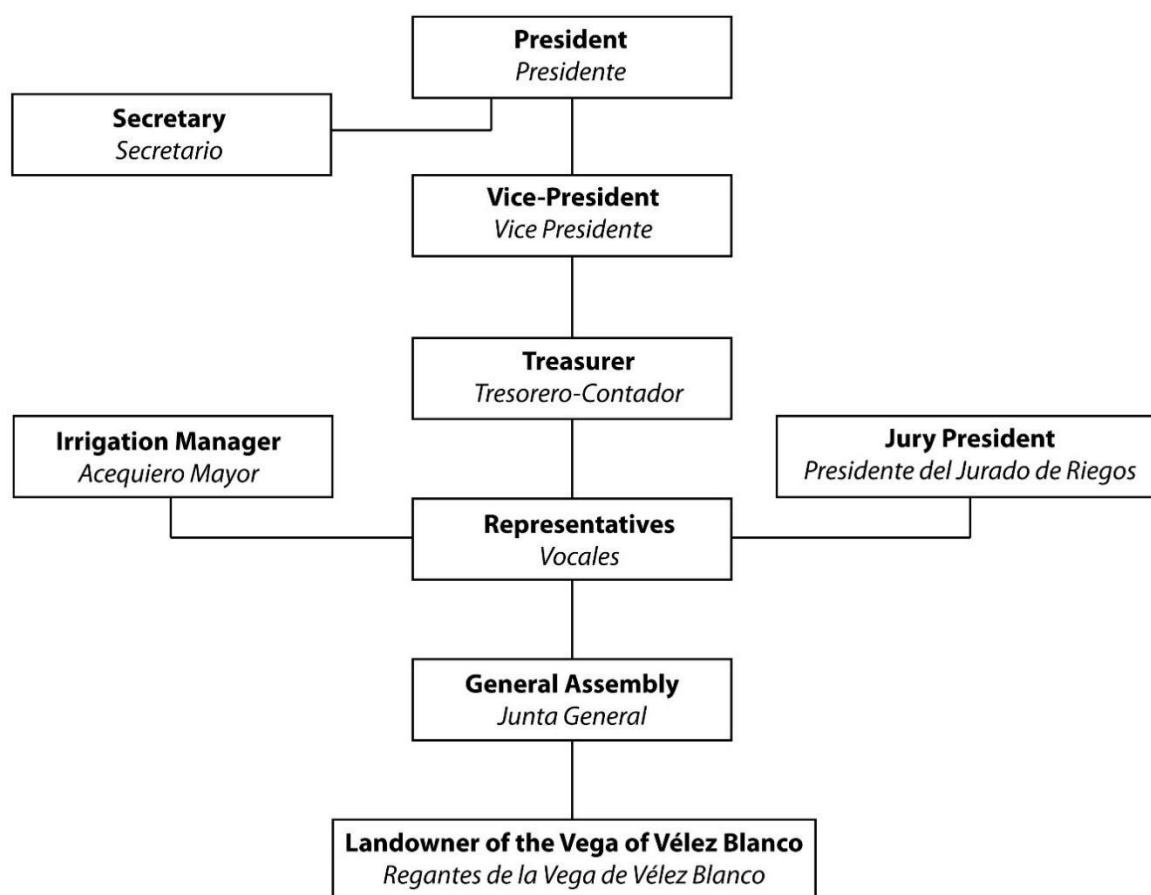 President
Presidente
Secretary
Secretario
Vice-President
Vice Presidente
Treasurer
Tresorero-Contador
Irrigation Manager
Acequiero Mayor
Jury President
Presidente del Jurado de Riegos
Representatives
Vocales
General Assembly
Junta General
Landowner of the Vega of Vélez Blanco
Regantes de la Vega de Vélez Blanco